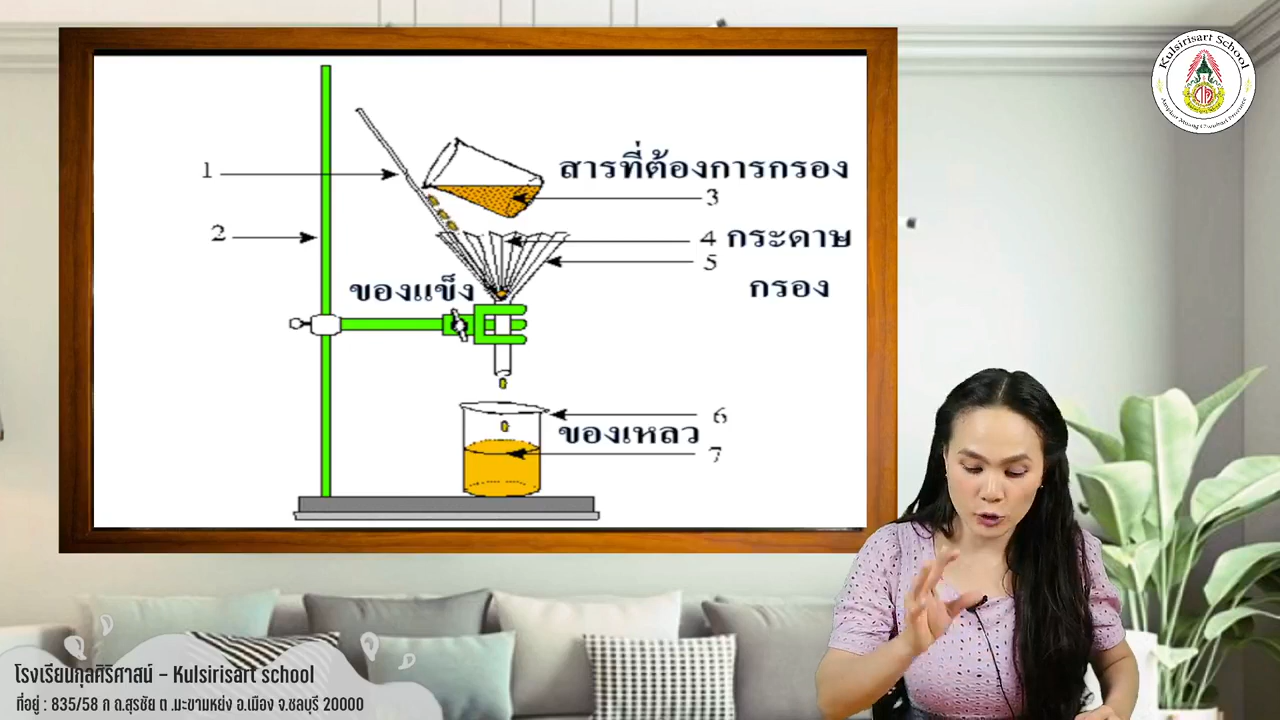 Kulsirisart School
1
สารที่ต้องการกรอง
3
2
4 กระดาษ
5
กรอง
ของแข็ง
6
ของเหลว
7
โรงเรียนกุลศิริศาสน์ - Kulsirisart school
ที่อยู่ : 835/58 ก ถ.สุรชัย ต .มะขามหย่ง อ.เมือง จ.ชลบุรี 20000